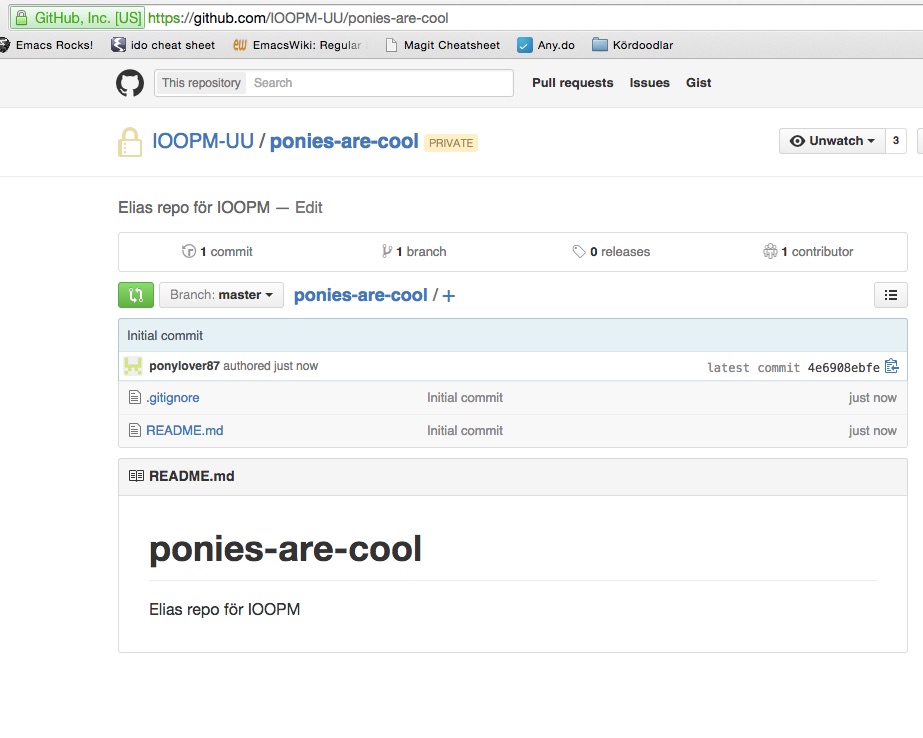 GitHub, Inc. [US] https://github.com/IOOPM-UU/ponies-are-cool
Emacs Rocks! ido cheat sheet EmacsWiki: Regular Magit Cheatsheet Any.do Kördoodlar
This repository Search Pull requests Issues Gist
IOOPM-UU / ponies-are-cool PRIVATE Unwatch 3
Elias repo för IOOPM — Edit
1 commit 1 branch 0 releases 1 contributor
Branch: master ponies-are-cool / +
Initial commit
ponylover87 authored just now latest commit 4e6908ebfe
.gitignore Initial commit just now
README.md Initial commit just now
README.md
ponies-are-cool
Elias repo för IOOPM